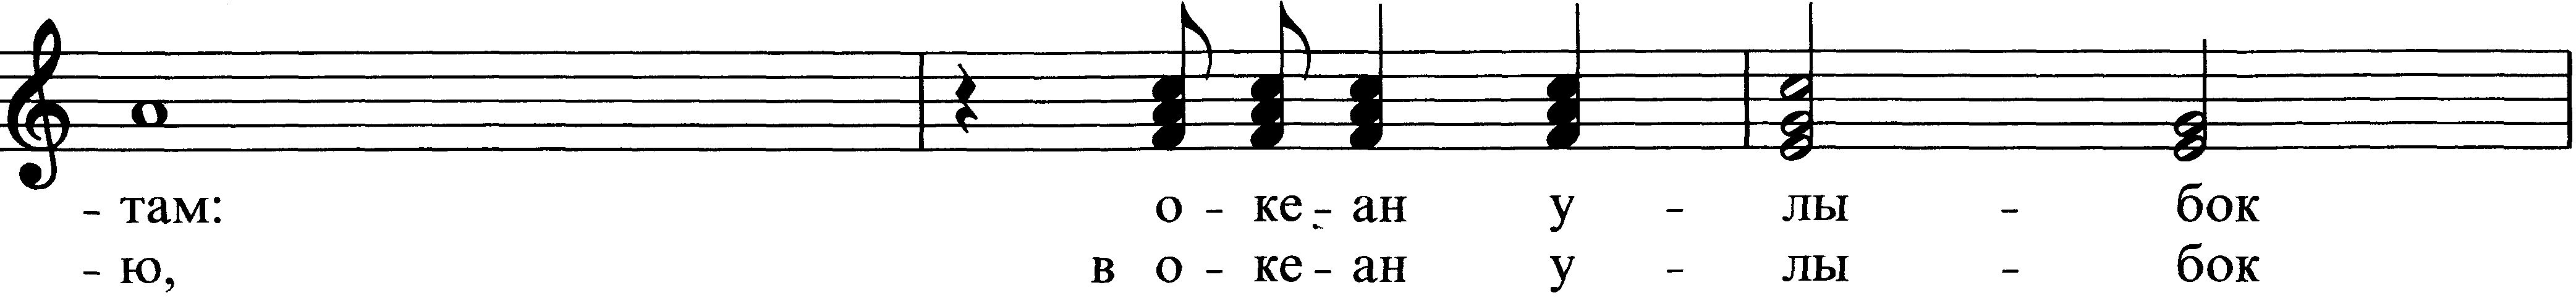 - там: о - ке - ан у - лы - бок
- ю, в о - ке - ан у - лы - бок